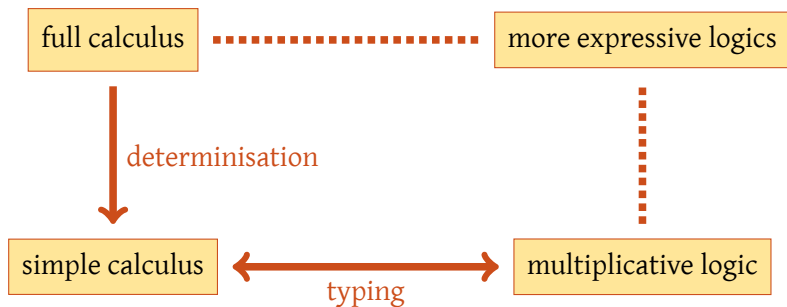 full calculus
more expressive logics
determinisation
simple calculus
multiplicative logic
typing